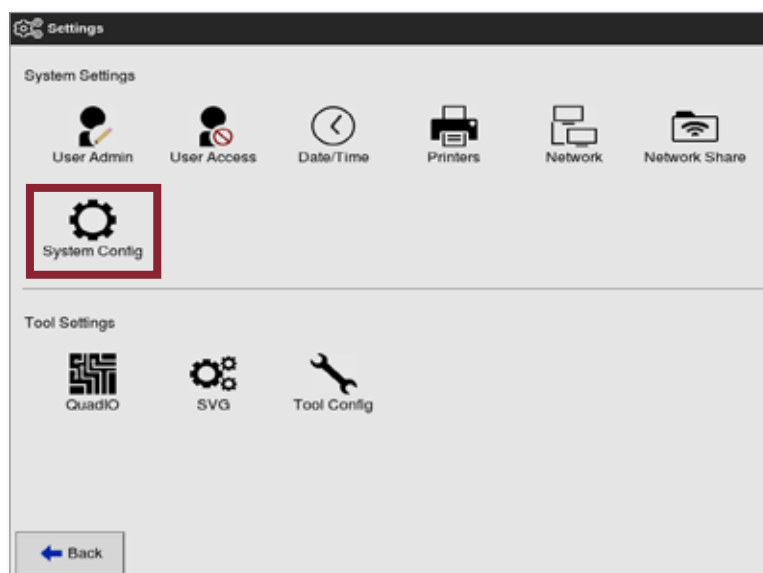 Settings
System Settings
User Admin
User Access
Date/Time
Printers
Network
Network Share
System Config
Tool Settings
QuadIO
SVG
Tool Config
Back